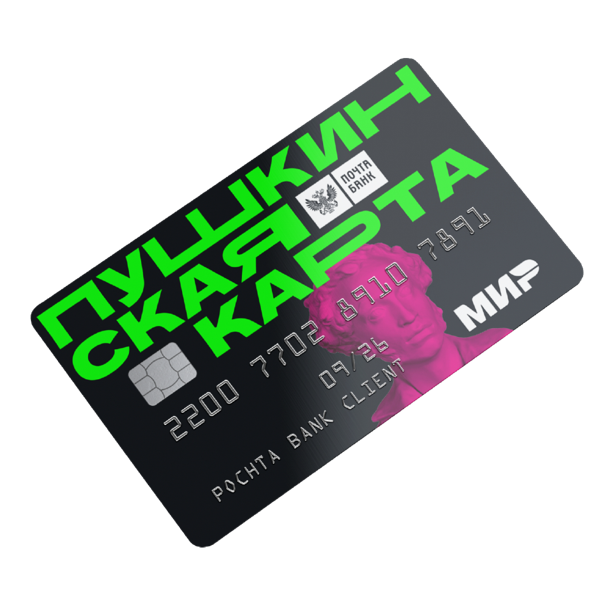 ПУШКИН
СКАЯ
КАРТА
ПОЧТА
БАНК
2200 7702 8910 7891
09/26
POCHTA BANK CLIENT
МИР